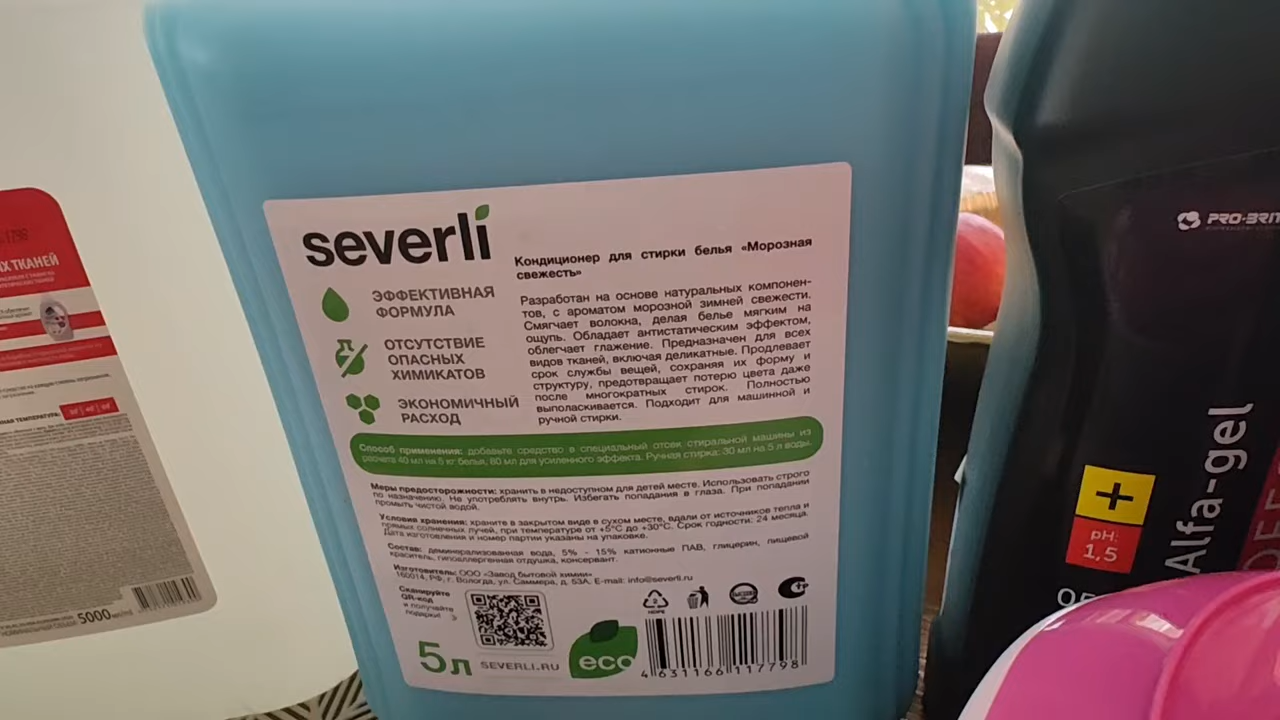 severli
Кондиционер для стирки белья «Морозная
свежесть»
ЭФФЕКТИВНАЯ
ФОРМУЛА
ОТСУТСТВИЕ
ОПАСНЫХ
ХИМИКАТОВ
ЭКОНОМИЧНЫЙ
РАСХОД
Разработан на основе натуральных компонен-
тов, с ароматом морозной зимней свежести.
Смягчает волокна, делая белье мягким на
ощупь. Обладает антистатическим эффектом,
облегчает глажение. Предназначен для всех
видов тканей, включая деликатные. Продлевает
срок службы вещей, сохраняя их форму и
структуру, предотвращает потерю цвета даже
после многократных стирок. Полностью
выполаскивается. Подходит для машинной и
ручной стирки.
Способ применения: добавьте средство в специальный отсек стиральной машины из
расчета 40 мл на 5 кг белья, 80 мл для усиленного эффекта. Ручная стирка: 30 мл на 5 л воды.
Меры предосторожности: хранить в недоступном для детей месте. Использовать строго
по назначению. Не употреблять внутрь. Избегать попадания в глаза. При попадании
промыть чистой водой.
Условия хранения: храните в закрытом виде в сухом месте, вдали от источников тепла и
прямых солнечных лучей, при температуре от +5°C до +30°C. Срок годности: 24 месяца.
Дата изготовления и номер партии указаны на упаковке.
Состав: деминерализованная вода, 5% - 15% катионные ПАВ, глицерин, пищевой
краситель, гипоаллергенная отдушка, консервант.
Изготовитель: ООО «Завод бытовой химии»
160014, РФ, г. Вологда, ул. Саммера, д. 53А, E-mail: info@severli.ru
Сканируйте
QR-код
и получайте
подарки!
5л
SEVERLI.RU
eco
2
HDPE
4 631166 117798
ИХ ТКАНЕЙ
5000 мл/ml
PRO-BRIT
Alfa-gel
+
pH:
1,5